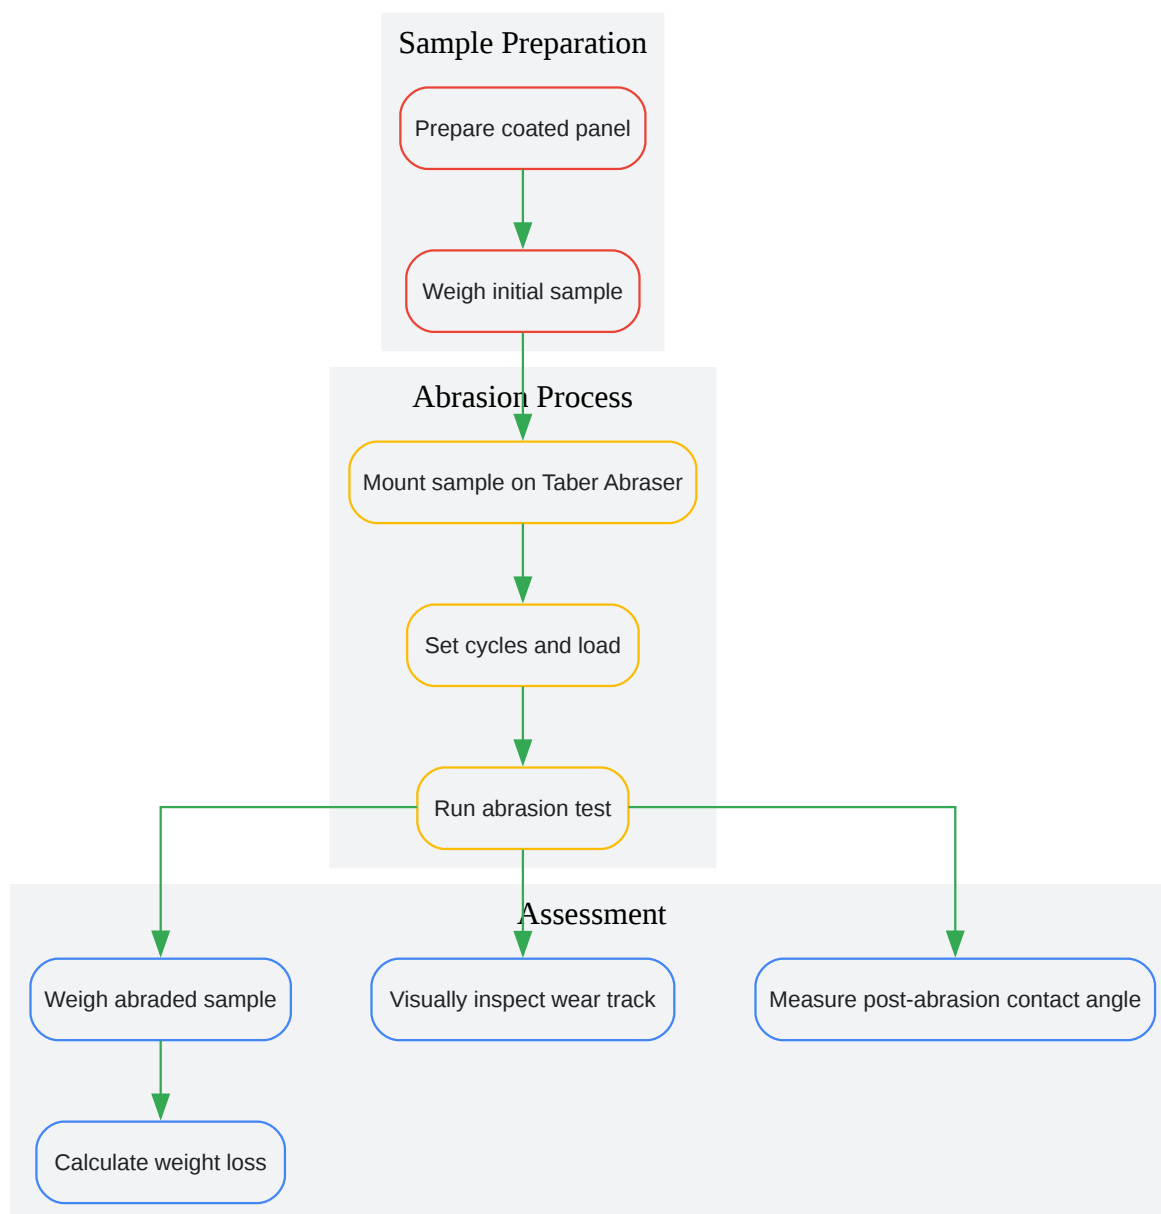 Sample Preparation
Prepare coated panel
Weigh initial sample
Abrasion Process
Mount sample on Taber Abraser
Set cycles and load
Run abrasion test
Assessment
Weigh abraded sample
Visually inspect wear track
Measure post-abrasion contact angle
Calculate weight loss